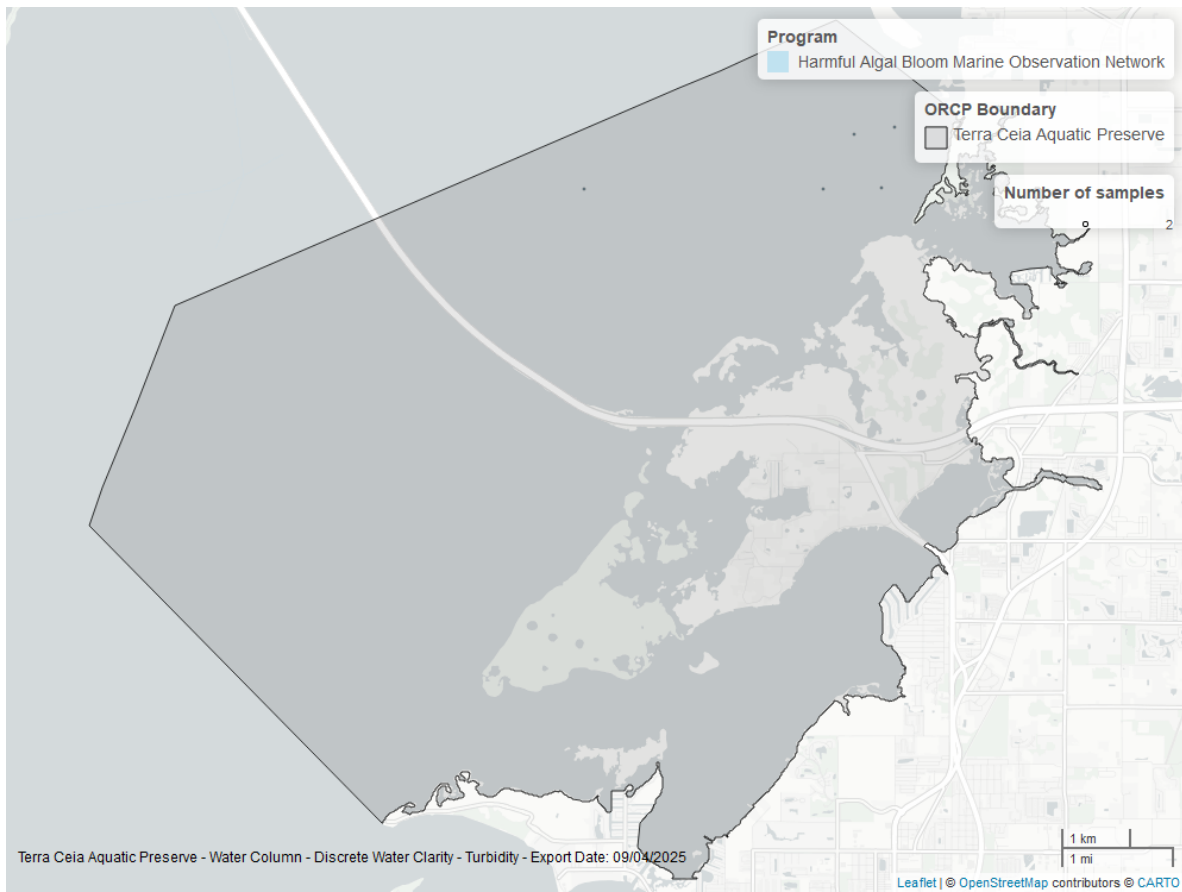 Program
Harmful Algal Bloom Marine Observation Network
ORCP Boundary
Terra Ceia Aquatic Preserve
Number of samples
2
1 km
1 mi
Terra Ceia Aquatic Preserve - Water Column - Discrete Water Clarity - Turbidity - Export Date: 09/04/2025
Leaflet | © OpenStreetMap contributors © CARTO